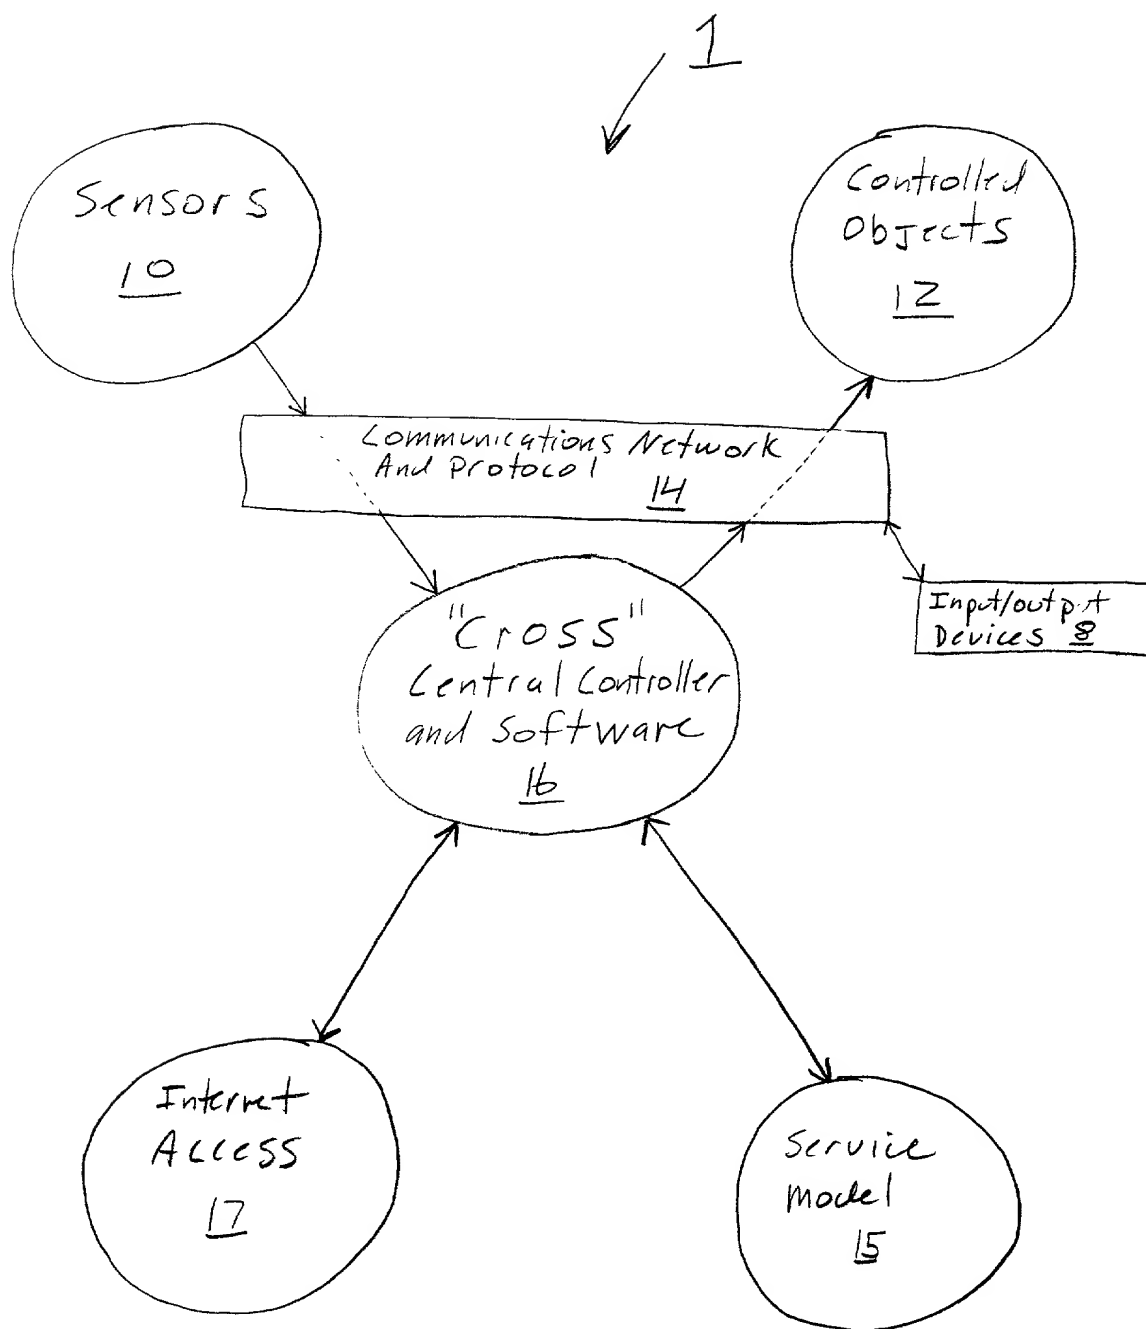 1
Sensors
10
Controlled
Objects
12
Communications Network
And Protocol
14
Input/output
Devices 8
"Cross"
Central Controller
and Software
16
Internet
Access
17
Service
Model
15